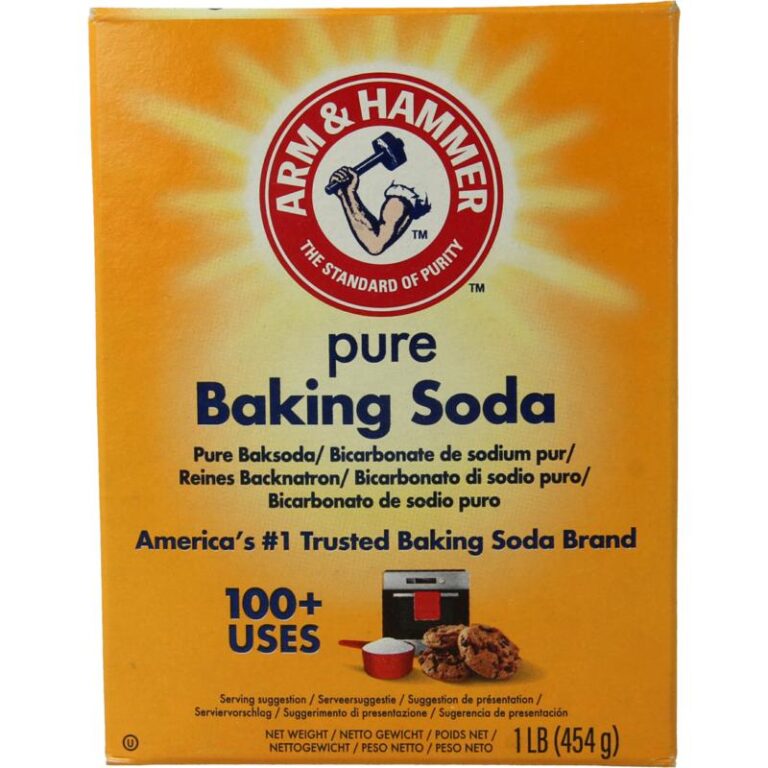 ARM & HAMMER
TM
THE STANDARD OF PURITY
TM
pure
Baking Soda
Pure Baksoda/ Bicarbonate de sodium pur/
Reines Backnatron/ Bicarbonato di sodio puro/
Bicarbonato de sodio puro
America's #1 Trusted Baking Soda Brand
100+
USES
Serving suggestion / Serveersuggestie / Suggestion de présentation /
Serviervorschlag / Suggerimento di presentazione / Sugerencia de presentación
NET WEIGHT / NETTO GEWICHT / POIDS NET /
NETTOGEWICHT / PESO NETTO / PESO NETO 1 LB (454 g)
U